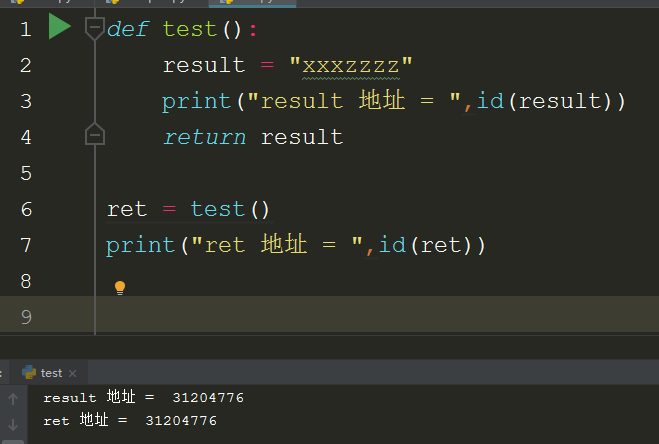 1 def test():
2 result = "xxxzzzz"
3 print("result 地址 = ",id(result))
4 return result
5
6 ret = test()
7 print("ret 地址 = ",id(ret))
8
9
test ×
result 地址 = 31204776
ret 地址 = 31204776